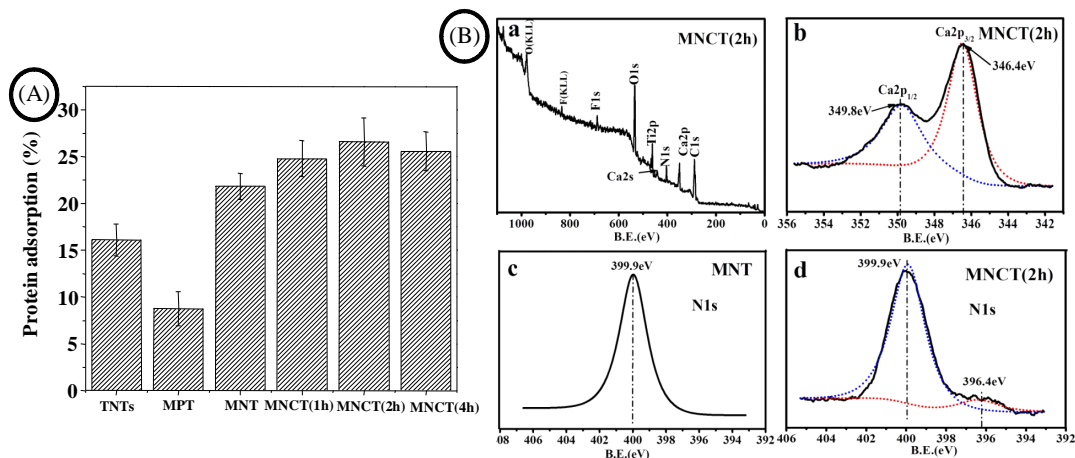 (A)
Protein adsorption (%)
30
25
20
15
10
5
0
TNTs MPT MNT MNCT(1h) MNCT(2h) MNCT(4h)
(B)
a
MNCT(2h)
O(KLL)
F(KLL)
F1s
O1s
Ti2p
Ca2s
N1s
Ca2p
C1s
1000 800 600 400 200 0
B.E.(eV)
b
MNCT(2h)
Ca2p3/2
346.4eV
Ca2p1/2
349.8eV
356 354 352 350 348 346 344 342
B.E.(eV)
c
399.9eV
MNT
N1s
08 406 404 402 400 398 396 394 392
B.E.(eV)
d
399.9eV
MNCT(2h)
N1s
396.4eV
406 404 402 400 398 396 394 392
B.E.(eV)